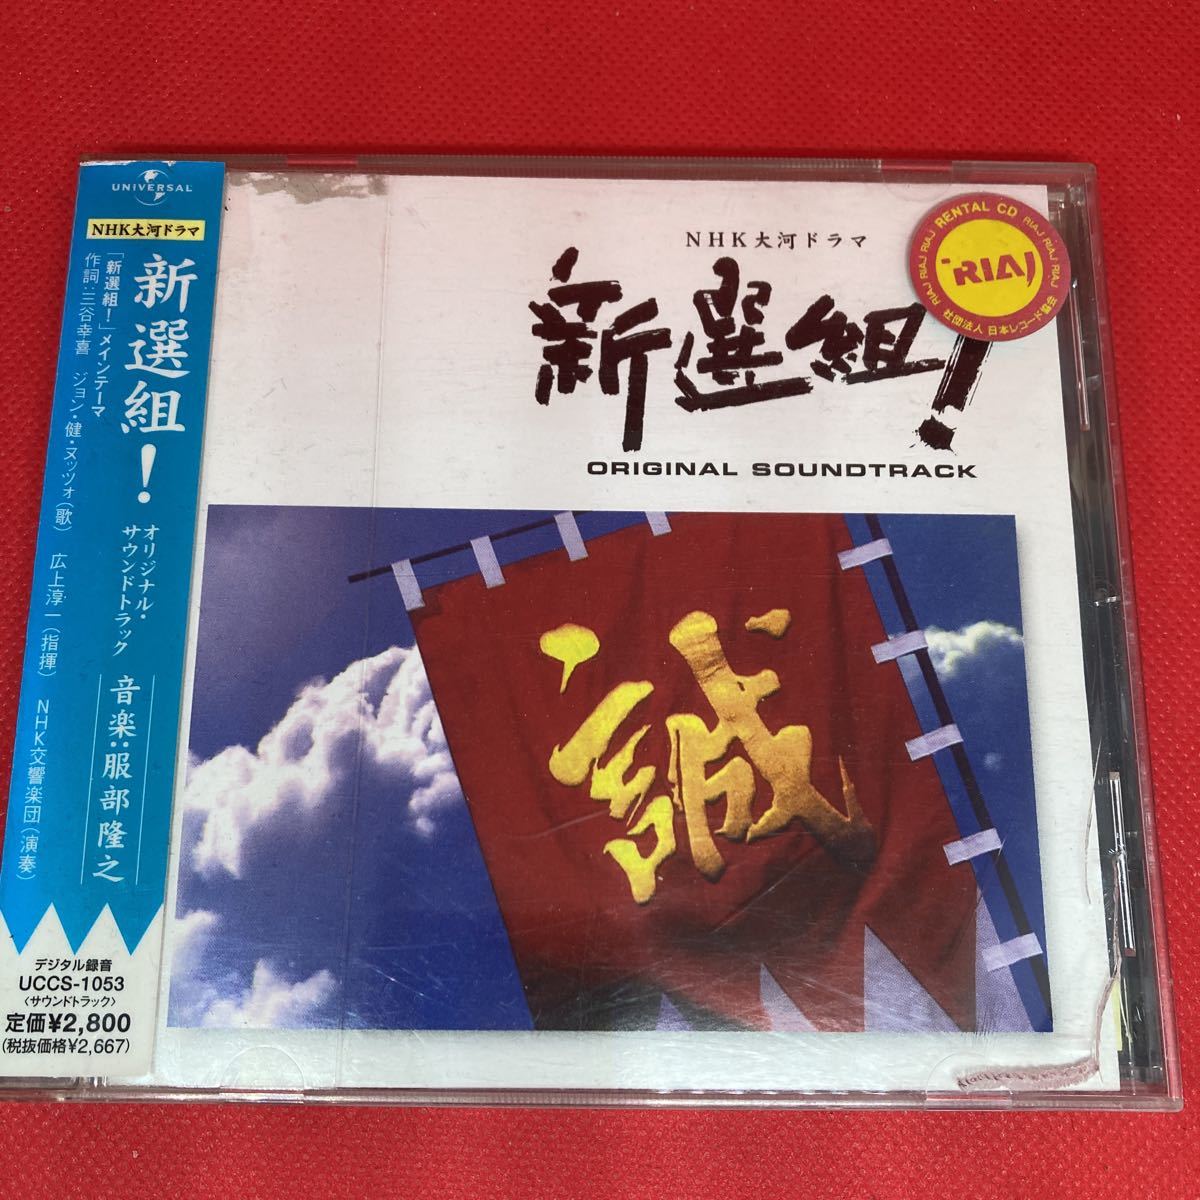 UNIVERSAL
NHK大河ドラマ
新選組!
オリジナル・
サウンドトラック
音楽:服部隆之
「新選組!」メインテーマ
作詞:三谷幸喜 ジョン・健・ヌッツォ(歌) 広上淳一(指揮) NHK交響楽団(演奏)
デジタル録音
UCCS-1053
〈サウンドトラック〉
定価¥2,800
(税抜価格¥2,667)
NHK大河ドラマ
新選組!
ORIGINAL SOUNDTRACK
誠
RENTAL CD
RIAJ RIAJ RIAJ RIAJ RIAJ
RIAJ
社団法人 日本レコード協会